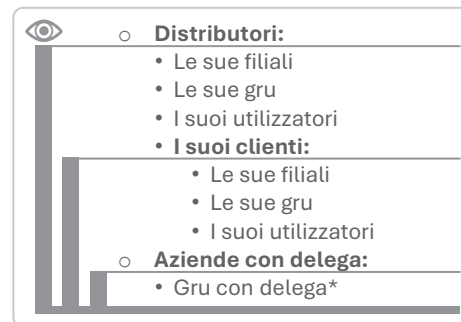 ○ Distributori:
• Le sue filiali
• Le sue gru
• I suoi utilizzatori
• I suoi clienti:
• Le sue filiali
• Le sue gru
• I suoi utilizzatori
○ Aziende con delega:
• Gru con delega*